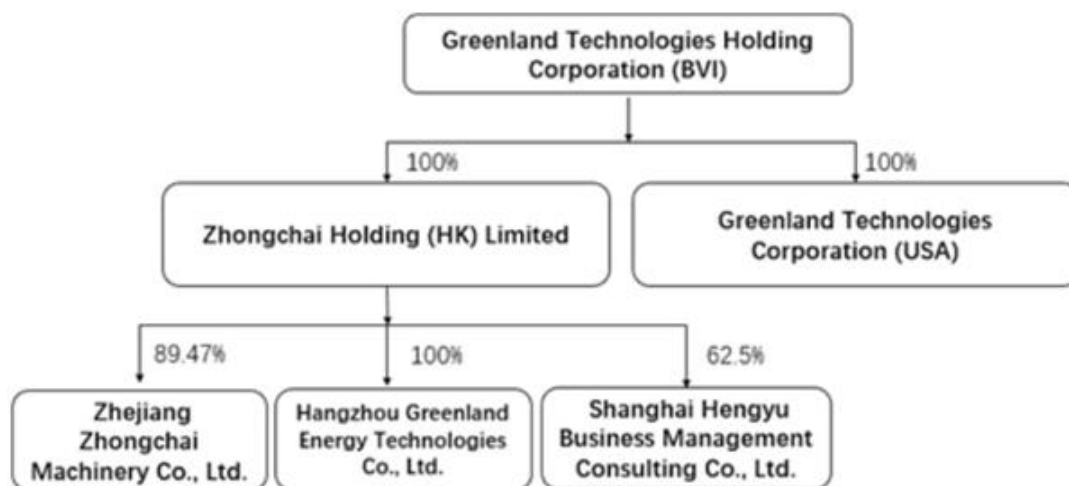 Greenland Technologies Holding
Corporation (BVI)
100%
100%
Zhongchai Holding (HK) Limited
Greenland Technologies
Corporation (USA)
89.47%
100%
62.5%
Zhejiang
Zhongchai
Machinery Co., Ltd.
Hangzhou Greenland
Energy Technologies
Co., Ltd.
Shanghai Hengyu
Business Management
Consulting Co., Ltd.